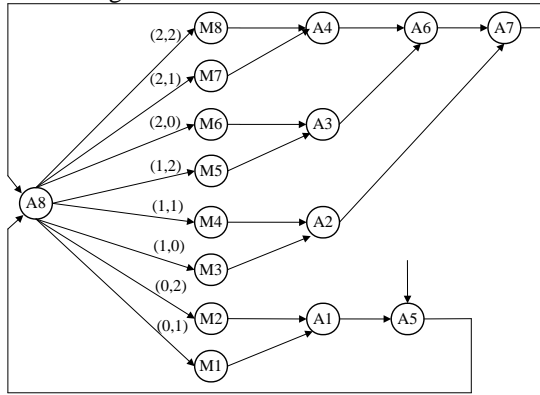 (2,2) M8 A4 A6 A7
(2,1) M7
(2,0) M6 A3
(1,2) M5
A8
(1,1) M4 A2
(1,0) M3
(0,2) M2 A1 A5
(0,1) M1